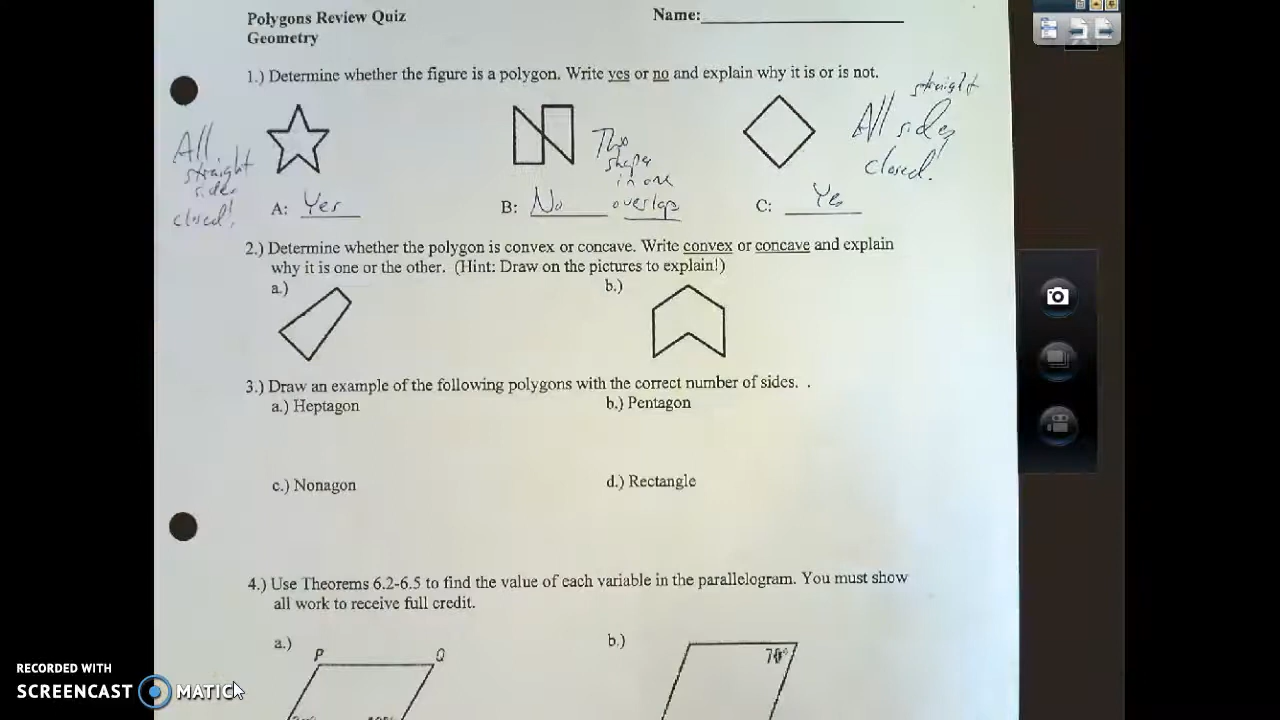 Polygons Review Quiz
Name:
Geometry
1.) Determine whether the figure is a polygon. Write yes or no and explain why it is or is not.
All
straight
sides
closed!
A: Yes
Two
shapes
in one
overlap
B: No
straight
All sides
closed!
C: Yes
2.) Determine whether the polygon is convex or concave. Write convex or concave and explain
why it is one or the other. (Hint: Draw on the pictures to explain!)
a.)
b.)
3.) Draw an example of the following polygons with the correct number of sides. .
a.) Heptagon
b.) Pentagon
c.) Nonagon
d.) Rectangle
4.) Use Theorems 6.2-6.5 to find the value of each variable in the parallelogram. You must show
all work to receive full credit.
a.)
P
Q
b.)
RECORDED WITH
SCREENCAST MATIC